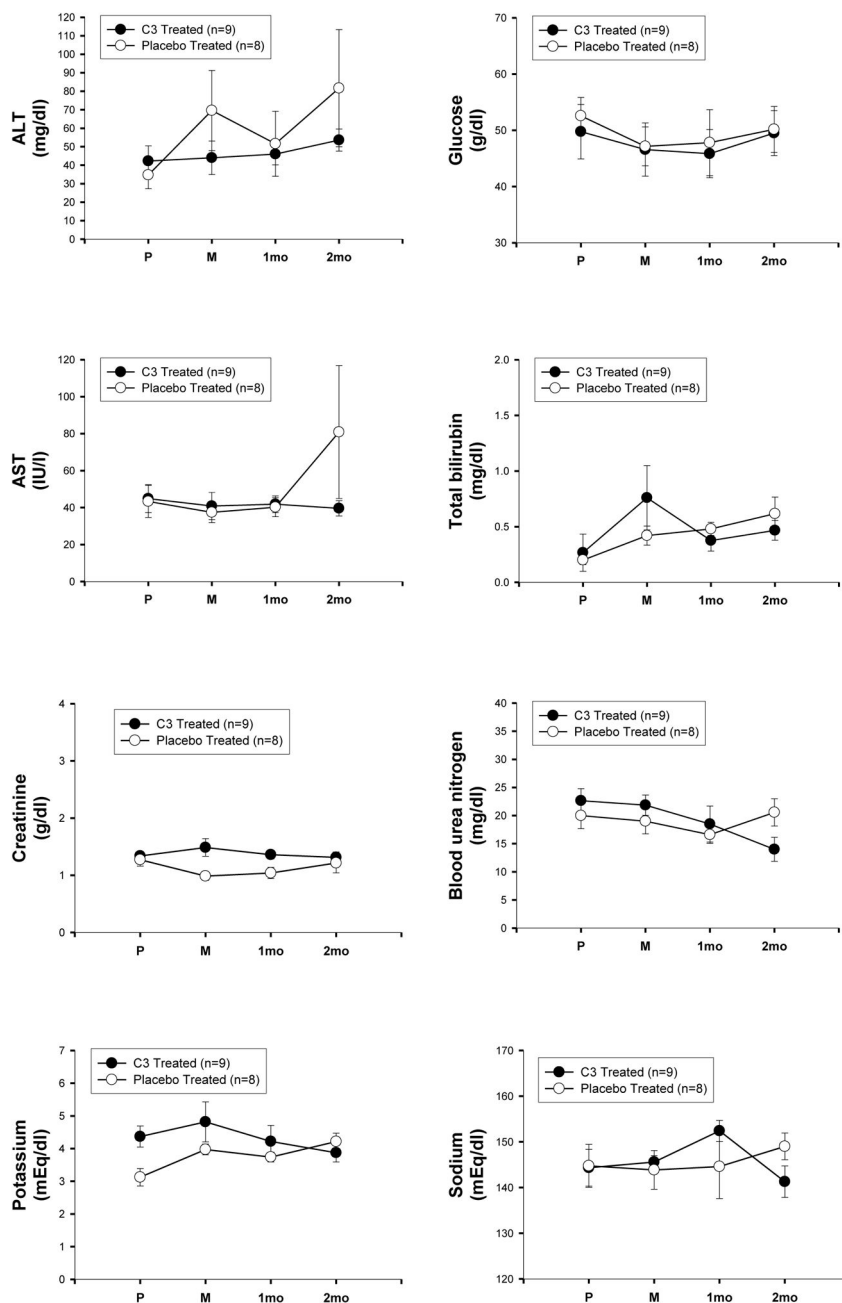 C3 Treated (n=9)
Placebo Treated (n=8)
ALT
(mg/dl)
120
110
100
90
80
70
60
50
40
30
20
10
0
P M 1mo 2mo
C3 Treated (n=9)
Placebo Treated (n=8)
Glucose
(g/dl)
70
60
50
40
30
P M 1mo 2mo
C3 Treated (n=9)
Placebo Treated (n=8)
AST
(IU/l)
120
100
80
60
40
20
0
P M 1mo 2mo
C3 Treated (n=9)
Placebo Treated (n=8)
Total bilirubin
(mg/dl)
2.0
1.5
1.0
0.5
0.0
P M 1mo 2mo
C3 Treated (n=9)
Placebo Treated (n=8)
Creatinine
(g/dl)
4
3
2
1
0
P M 1mo 2mo
C3 Treated (n=9)
Placebo Treated (n=8)
Blood urea nitrogen
(mg/dl)
40
35
30
25
20
15
10
5
0
P M 1mo 2mo
C3 Treated (n=9)
Placebo Treated (n=8)
Potassium
(mEq/dl)
7
6
5
4
3
2
1
0
P M 1mo 2mo
C3 Treated (n=9)
Placebo Treated (n=8)
Sodium
(mEq/dl)
170
160
150
140
130
120
P M 1mo 2mo